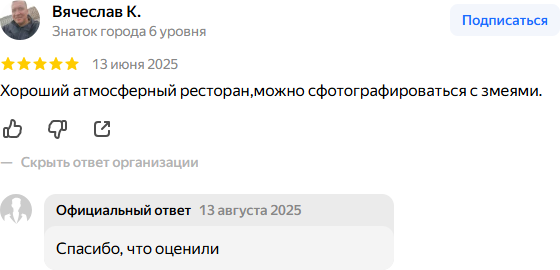 Вячеслав К.
Знаток города 6 уровня
Подписаться
13 июня 2025
Хороший атмосферный ресторан,можно сфотографироваться с змеями.
— Скрыть ответ организации
Официальный ответ 13 августа 2025
Спасибо, что оценили